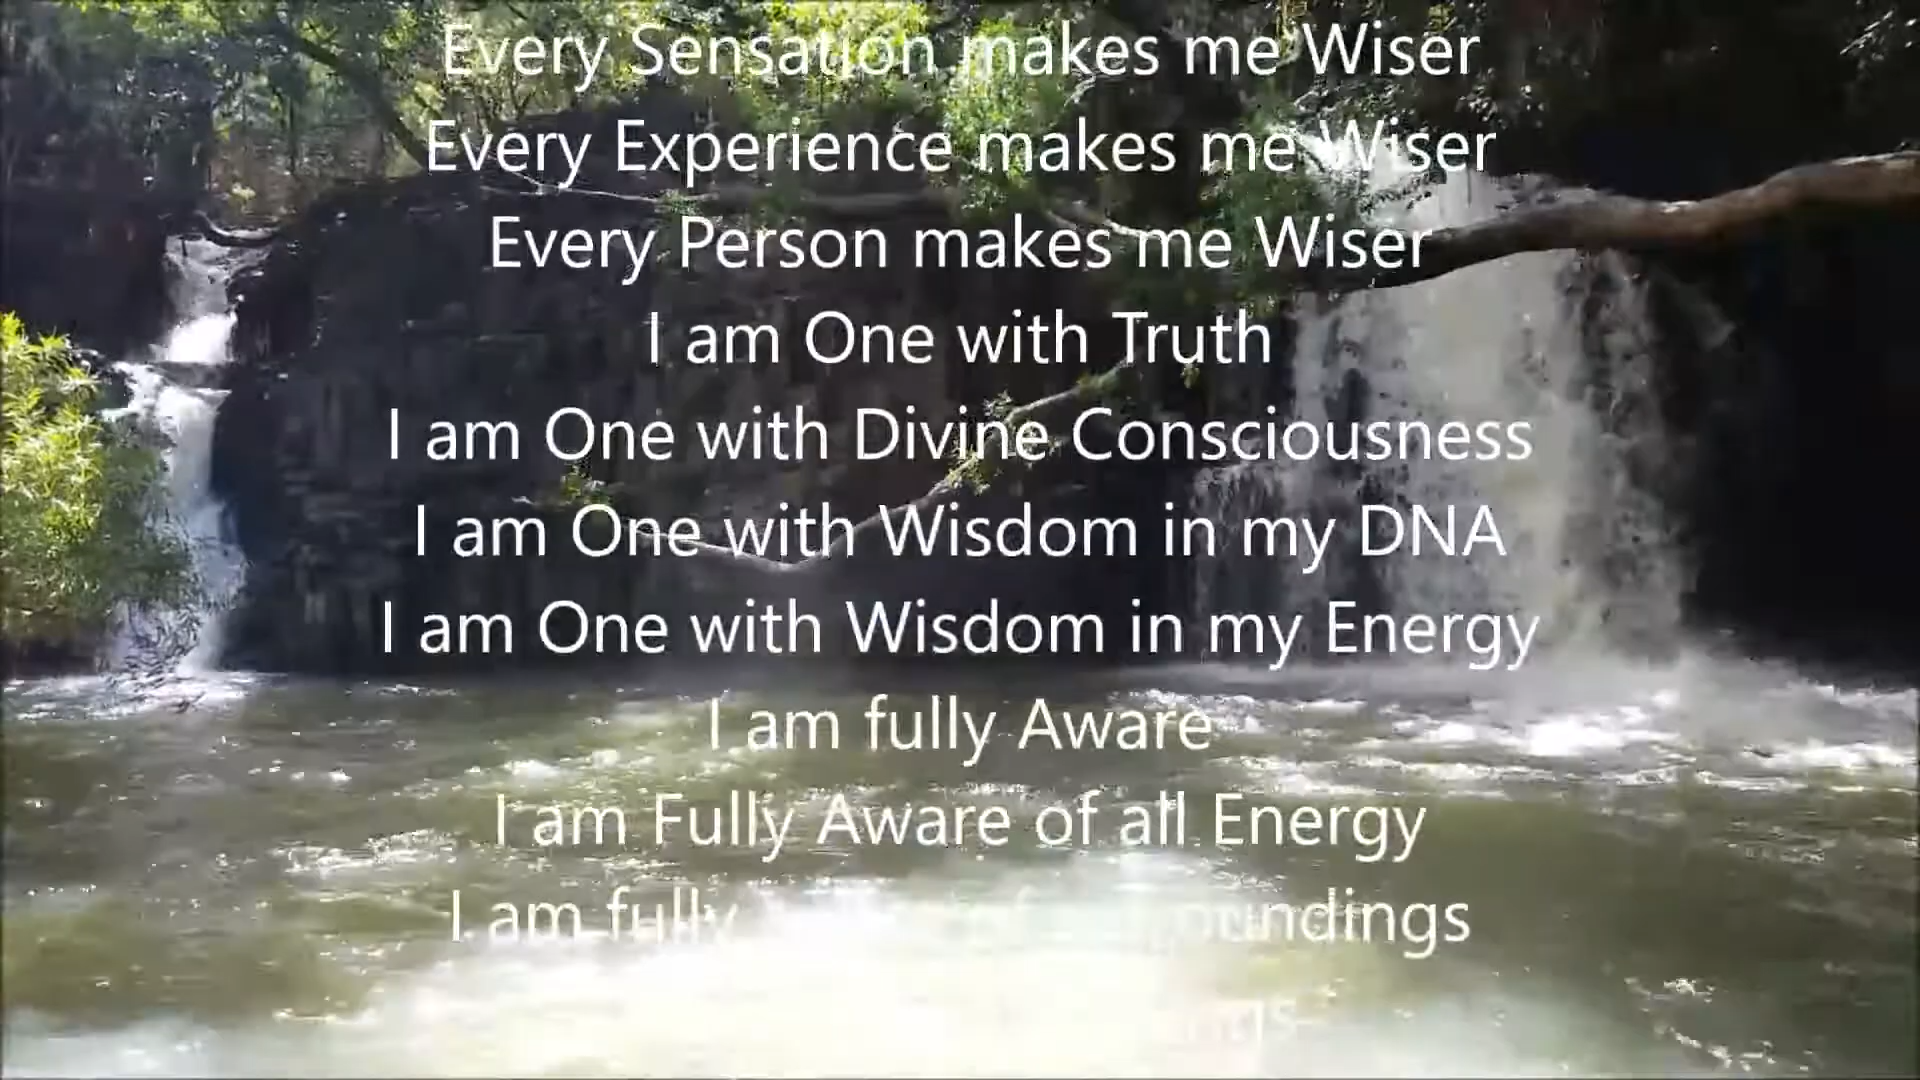 Every Sensation makes me Wiser
Every Experience makes me Wiser
Every Person makes me Wiser
I am One with Truth
I am One with Divine Consciousness
I am One with Wisdom in my DNA
I am One with Wisdom in my Energy
I am fully Aware
I am Fully Aware of all Energy
I am fully